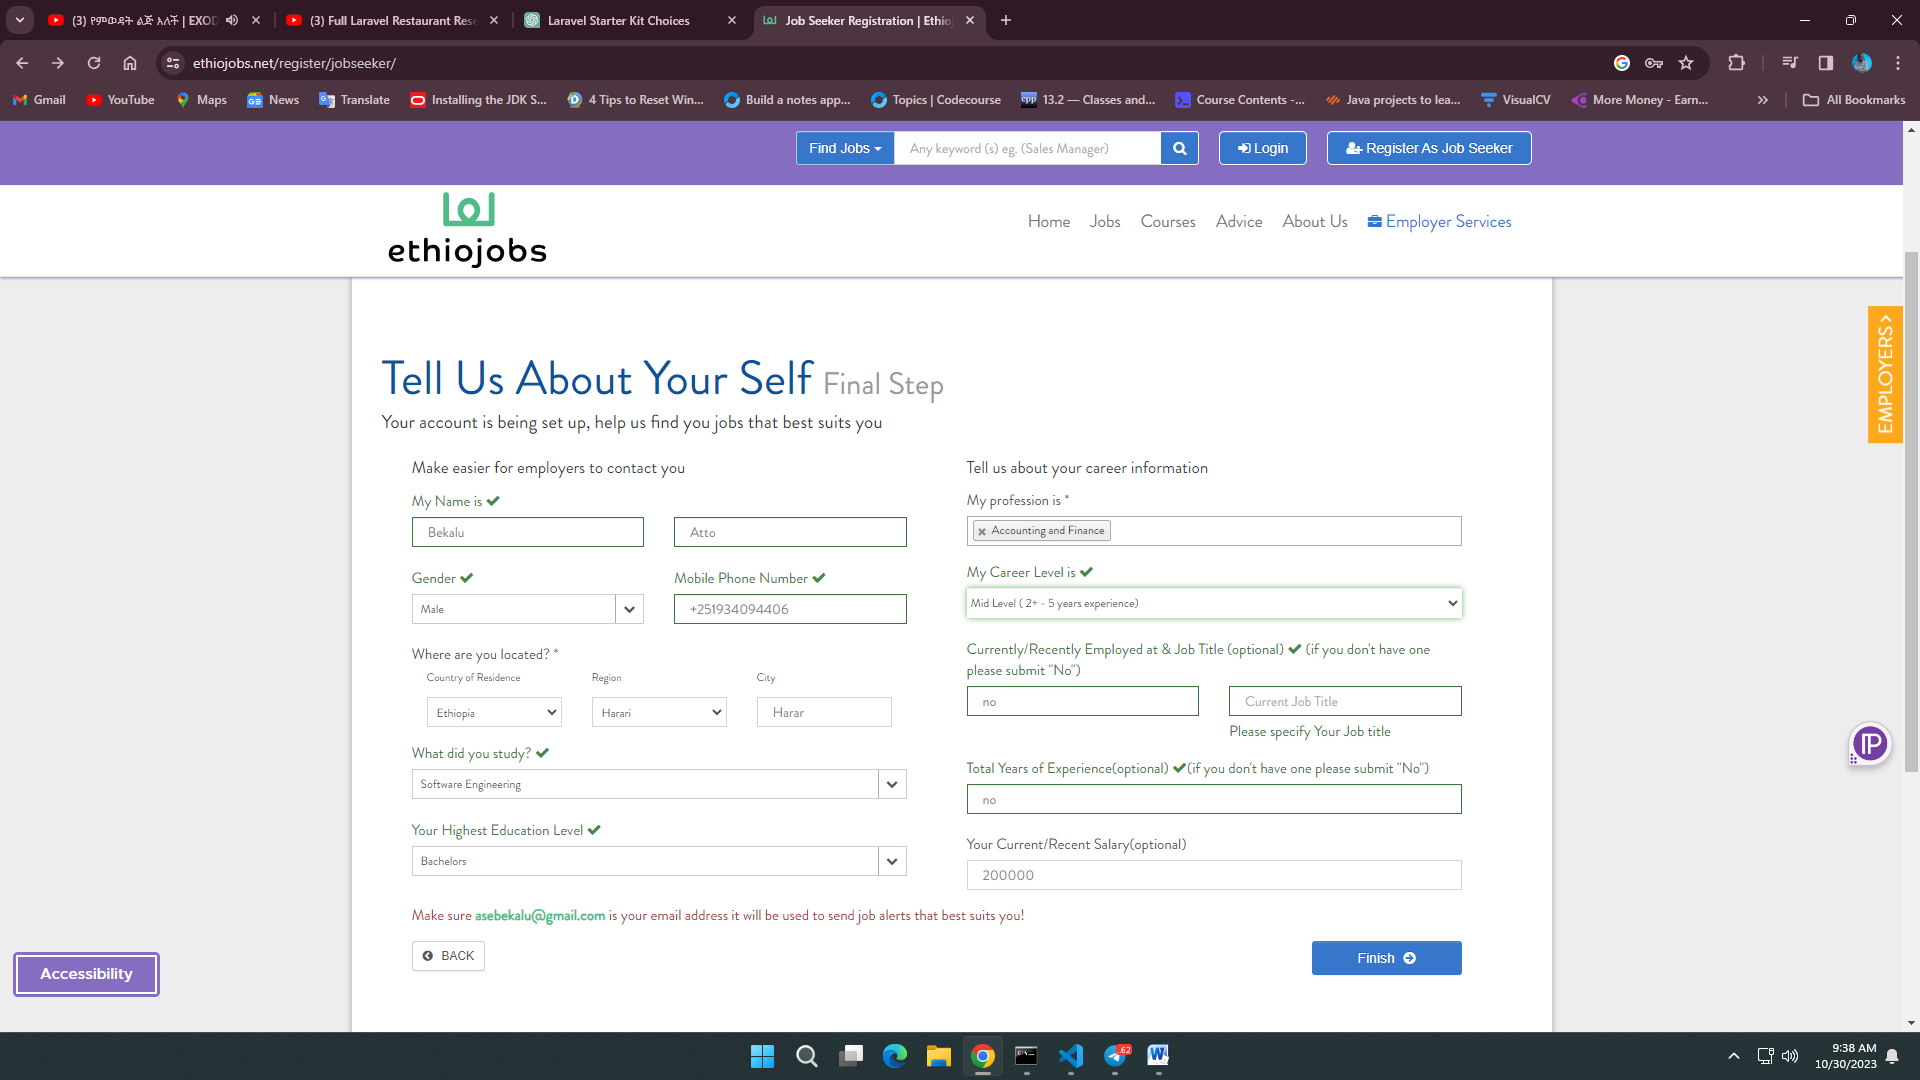 (3) የምወዳት ልጅ አለች | EXOD
(3) Full Laravel Restaurant Rese
Laravel Starter Kit Choices
Job Seeker Registration | Ethio
ethiojobs.net/register/jobseeker/
Gmail
YouTube
Maps
News
Translate
Installing the JDK S...
4 Tips to Reset Win...
Build a notes app...
Topics | Codecourse
13.2 — Classes and...
Course Contents -...
Java projects to lea...
VisualCV
More Money - Earn...
All Bookmarks
Find Jobs
Any keyword (s) eg. (Sales Manager)
Login
Register As Job Seeker
ethiojobs
Home
Jobs
Courses
Advice
About Us
Employer Services
EMPLOYERS
Tell Us About Your Self Final Step
Your account is being set up, help us find you jobs that best suits you
Make easier for employers to contact you
My Name is
Bekalu
Atto
Gender
Mobile Phone Number
Male
+251934094406
Where are you located? *
Country of Residence
Region
City
Ethiopia
Harari
Harar
What did you study?
Software Engineering
Your Highest Education Level
Bachelors
Tell us about your career information
My profession is *
Accounting and Finance
My Career Level is
Mid Level ( 2+ - 5 years experience)
Currently/Recently Employed at & Job Title (optional) (if you don't have one
please submit "No")
no
Current Job Title
Please specify Your Job title
Total Years of Experience(optional) (if you don't have one please submit "No")
no
Your Current/Recent Salary(optional)
200000
Make sure asebekalu@gmail.com is your email address it will be used to send job alerts that best suits you!
BACK
Finish
Accessibility
62
9:38 AM
10/30/2023